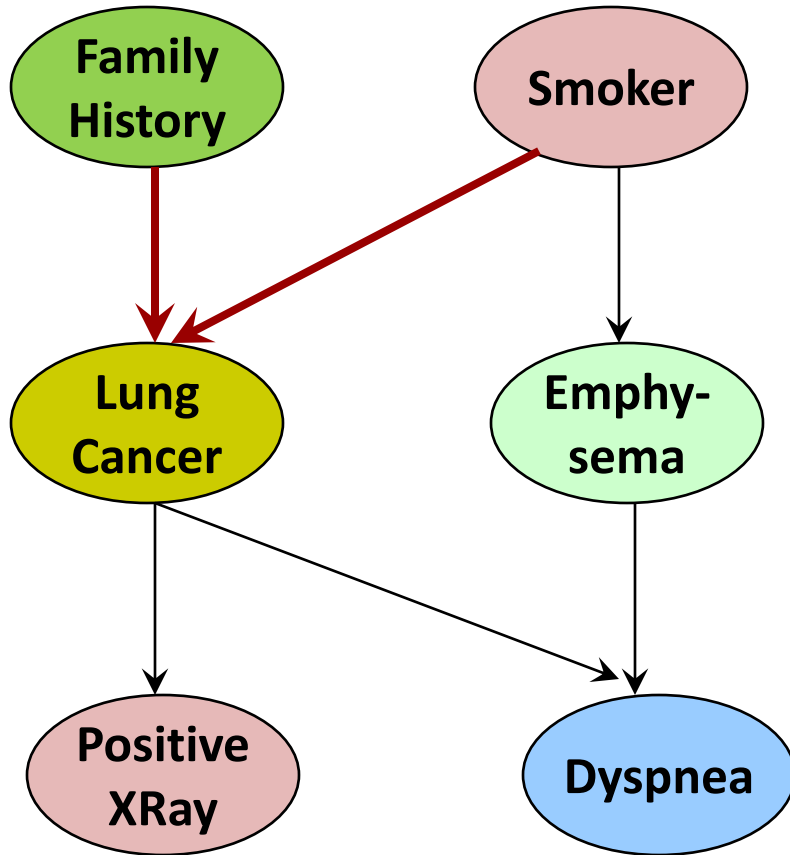 Family
History
Smoker
Lung
Cancer
Emphy-
sema
Positive
XRay
Dyspnea